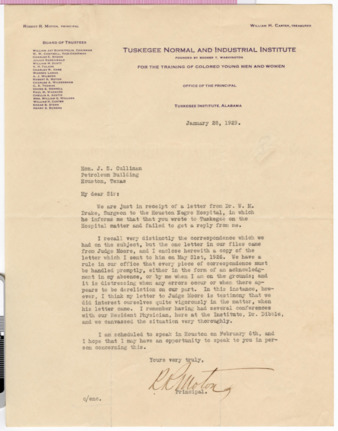 ROBERT R. MOTON, PRINCIPAL
WILLIAM H. CARTER, TREASURER
BOARD OF TRUSTEES
TUSKEGEE NORMAL AND INDUSTRIAL INSTITUTE
FOUNDED BY BOOKER T. WASHINGTON
FOR THE TRAINING OF COLORED YOUNG MEN AND WOMEN
OFFICE OF THE PRINCIPAL
TUSKEGEE INSTITUTE, ALABAMA
January 28, 1929.
Hon. J. S. Cullinan
Petroleum Building
Houston, Texas
My dear Sir:
We are just in receipt of a letter from Dr. W. M.
Drake, Surgeon to the Houston Negro Hospital, in which
he informs me that you wrote to Tuskegee on the
Hospital matter and failed to get a reply from us.
I recall very distinctly the correspondence which we
had on the subject, but the one letter in our files came
from Judge Moore, and I enclose herewith a copy of the
letter which I sent to him on May 21st, 1926. We have a
rule in our office that every piece of correspondence must
be handled promptly, either in the form of an acknowledg-
ment in my absence, or by me when I am on the ground; and it
is distressing when any errors occur or when there appears
to be dereliction on our part. In this instance, how-
ever, I think my letter to Judge Moore is testimony that we
did interest ourselves quite vigorously in the matter, when
his letter came. I remember having several conferences
with our Resident Physician, here at the Institute, Dr. Dibble,
and we canvassed the situation very thoroughly.
I am scheduled to speak in Houston on February 6th, and
I hope that I may have an opportunity to speak to you in per-
son concerning this.
Yours very truly,
R R Moton
Principal.